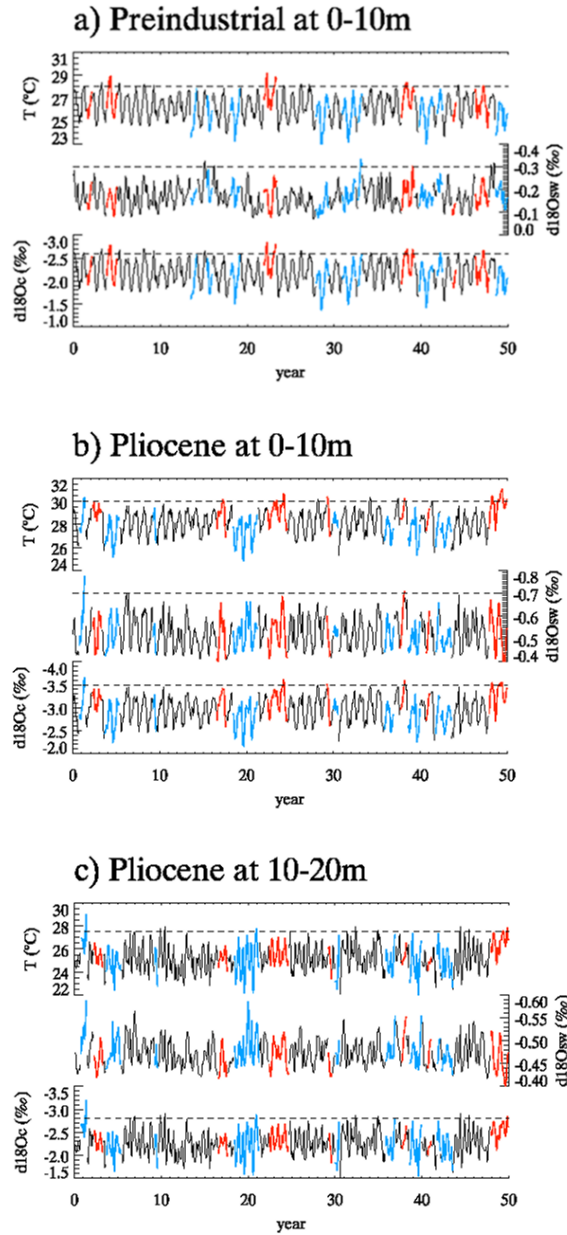 a) Preindustrial at 0-10m
31
29
27
25
23
T (°C)
-0.4
-0.3
-0.2
-0.1
0.0
d18Osw (‰)
-3.0
-2.5
-2.0
-1.5
-1.0
d18Oc (‰)
0 10 20 30 40 50
year
b) Pliocene at 0-10m
32
30
28
26
24
T (°C)
-0.8
-0.7
-0.6
-0.5
-0.4
d18Osw (‰)
-4.0
-3.5
-3.0
-2.5
-2.0
d18Oc (‰)
0 10 20 30 40 50
year
c) Pliocene at 10-20m
30
28
26
24
22
T (°C)
-0.60
-0.55
-0.50
-0.45
-0.40
d18Osw (‰)
-3.5
-3.0
-2.5
-2.0
-1.5
d18Oc (‰)
0 10 20 30 40 50
year